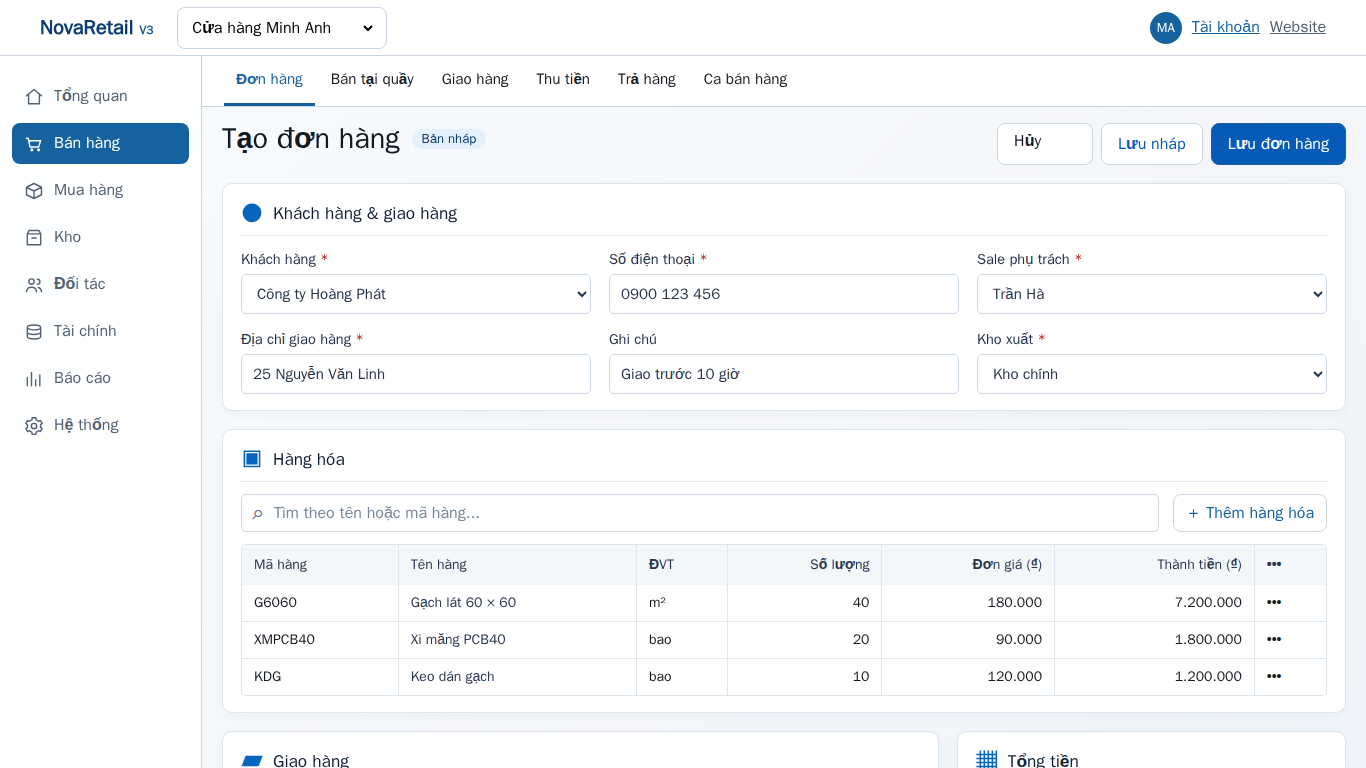 NovaRetail V3
Cửa hàng Minh Anh
MA Tài khoản Website
Tổng quan
Bán hàng
Mua hàng
Kho
Đối tác
Tài chính
Báo cáo
Hệ thống
Đơn hàng Bán tại quầy Giao hàng Thu tiền Trả hàng Ca bán hàng
Tạo đơn hàng Bản nháp
Hủy Lưu nháp Lưu đơn hàng
Khách hàng & giao hàng
Khách hàng * Số điện thoại * Sale phụ trách *
Công ty Hoàng Phát 0900 123 456 Trần Hà
Địa chỉ giao hàng * Ghi chú Kho xuất *
25 Nguyễn Văn Linh Giao trước 10 giờ Kho chính
Hàng hóa
Tìm theo tên hoặc mã hàng... + Thêm hàng hóa
Mã hàng Tên hàng ĐVT Số lượng Đơn giá (₫) Thành tiền (₫) •••
G6060 Gạch lát 60 × 60 m² 40 180.000 7.200.000 •••
XMPCB40 Xi măng PCB40 bao 20 90.000 1.800.000 •••
KDG Keo dán gạch bao 10 120.000 1.200.000 •••
Giao hàng Tổng tiền